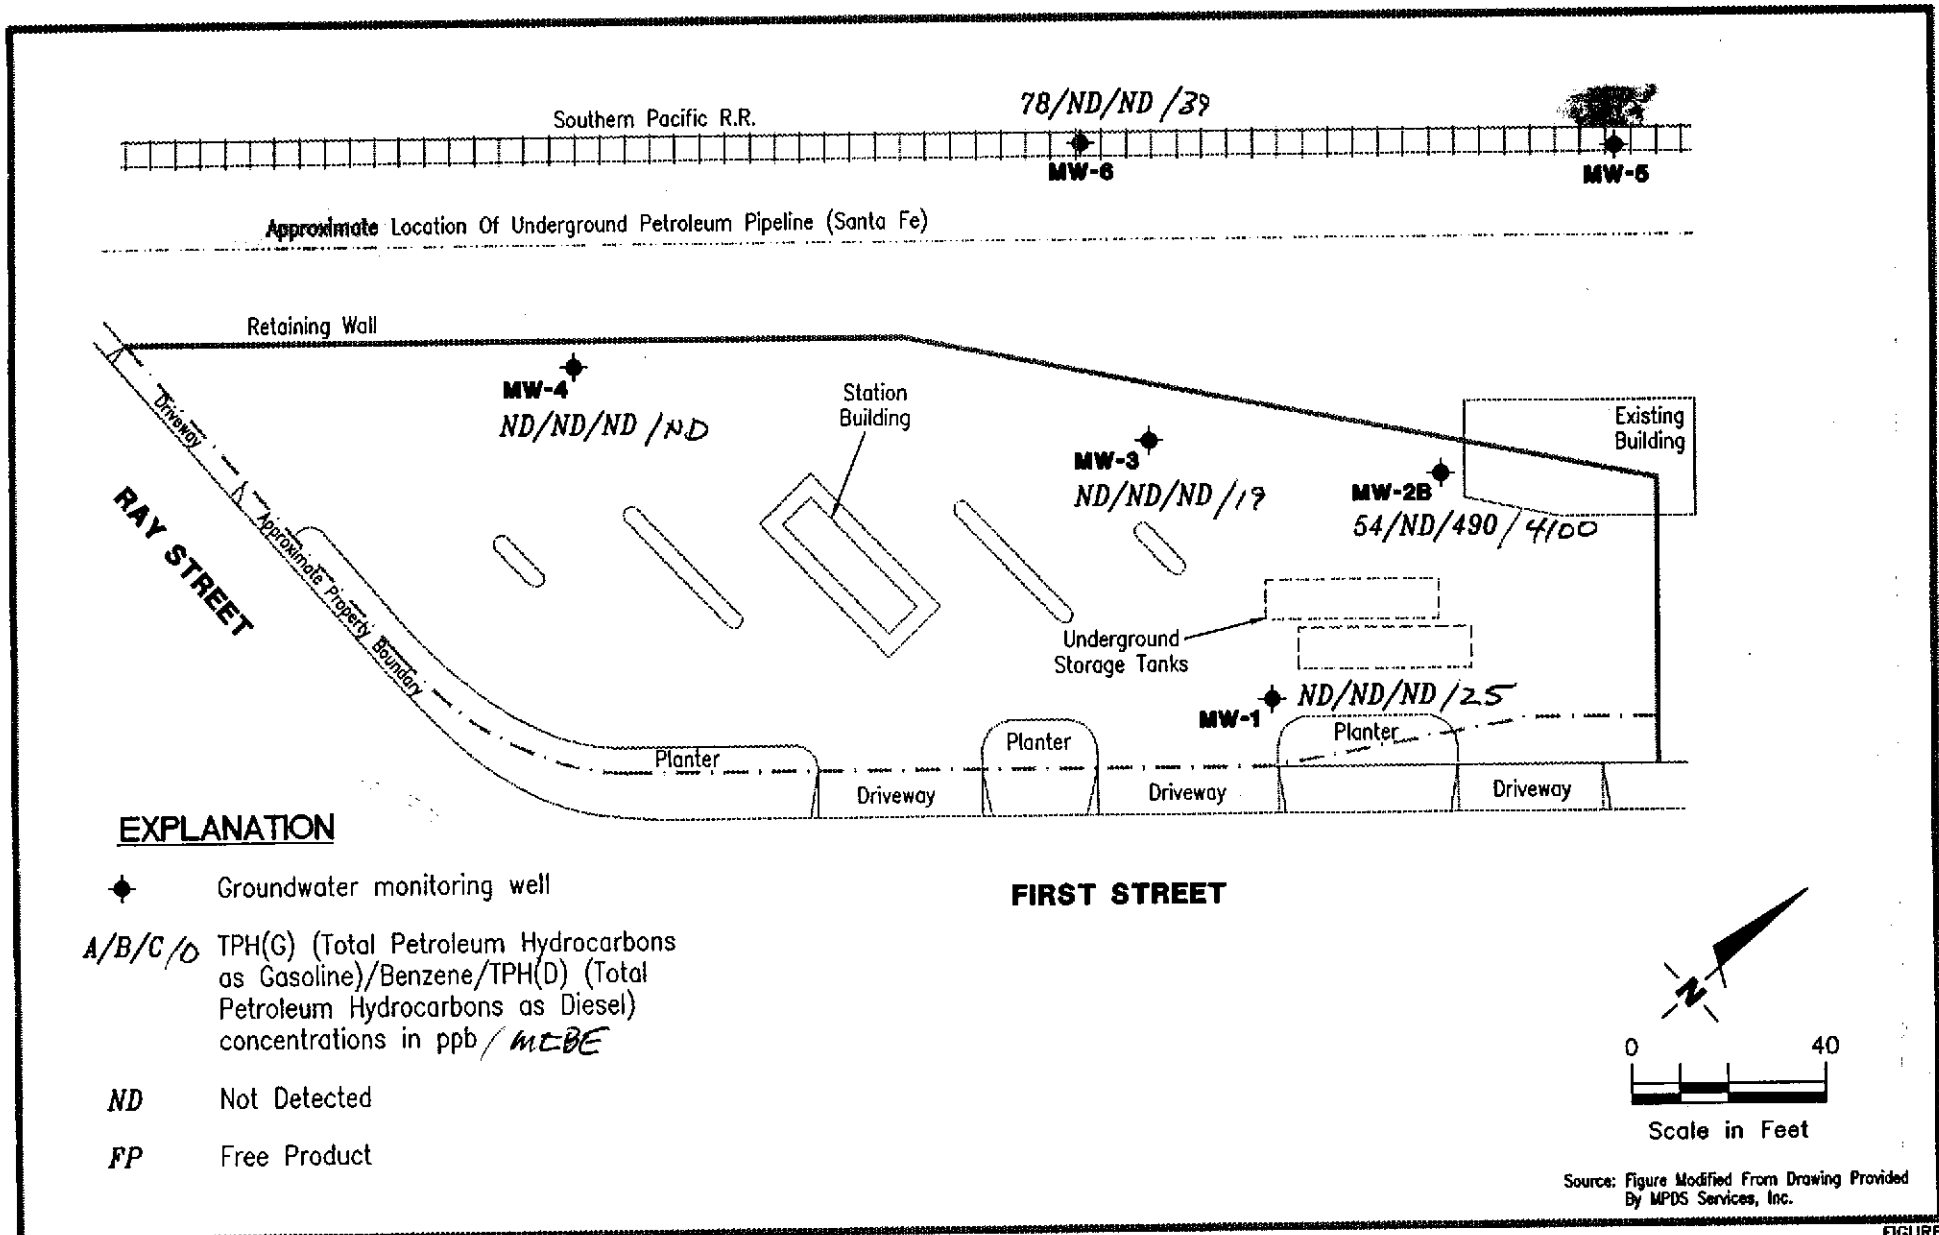 78/ND/ND/39
Southern Pacific R.R.
MW-6
MW-5
Approximate Location Of Underground Petroleum Pipeline (Santa Fe)
Retaining Wall
MW-4
ND/ND/ND/ND
Station
Building
Existing
Building
MW-3
ND/ND/ND/19
MW-2B
54/ND/490/4100
Driveway
RAY STREET
Approximate Property Boundary
Underground
Storage Tanks
ND/ND/ND/25
MW-1
Planter
Planter
Planter
Driveway
Driveway
Driveway
FIRST STREET
EXPLANATION
Groundwater monitoring well
A/B/C/D TPH(G) (Total Petroleum Hydrocarbons
as Gasoline)/Benzene/TPH(D) (Total
Petroleum Hydrocarbons as Diesel)
concentrations in ppb/MtBE
ND Not Detected
FP Free Product
N
0 40
Scale in Feet
Source: Figure Modified From Drawing Provided
By MPDS Services, Inc.
FIGURE